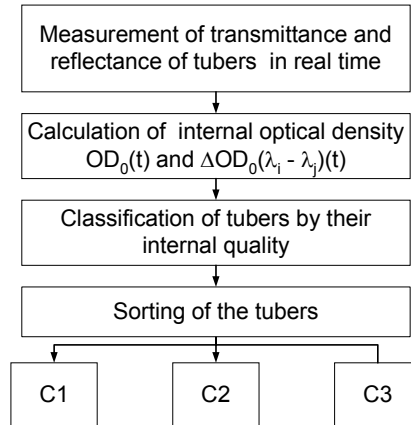 Measurement of transmittance and
reflectance of tubers in real time
Calculation of internal optical density
OD₀(t) and ΔOD₀(λᵢ - λⱼ)(t)
Classification of tubers by their
internal quality
Sorting of the tubers
C1 C2 C3